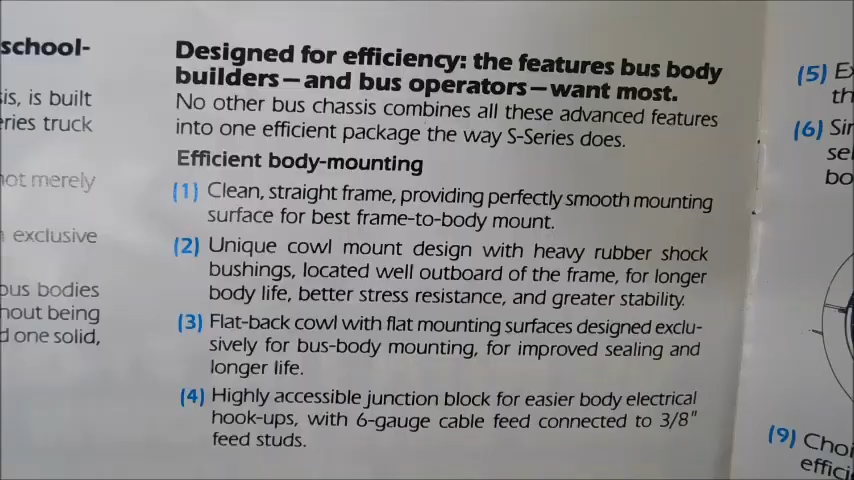 school-
is, is built
ries truck
not merely
exclusive
bus bodies
hout being
d one solid,
Designed for efficiency: the features bus body
builders—and bus operators—want most.
No other bus chassis combines all these advanced features
into one efficient package the way S-Series does.
Efficient body-mounting
(1) Clean, straight frame, providing perfectly smooth mounting
surface for best frame-to-body mount.
(2) Unique cowl mount design with heavy rubber shock
bushings, located well outboard of the frame, for longer
body life, better stress resistance, and greater stability.
(3) Flat-back cowl with flat mounting surfaces designed exclu-
sively for bus-body mounting, for improved sealing and
longer life.
(4) Highly accessible junction block for easier body electrical
hook-ups, with 6-gauge cable feed connected to 3/8"
feed studs.
(5) Ex
th
(6) Sin
sel
bo
(9) Choi
effici